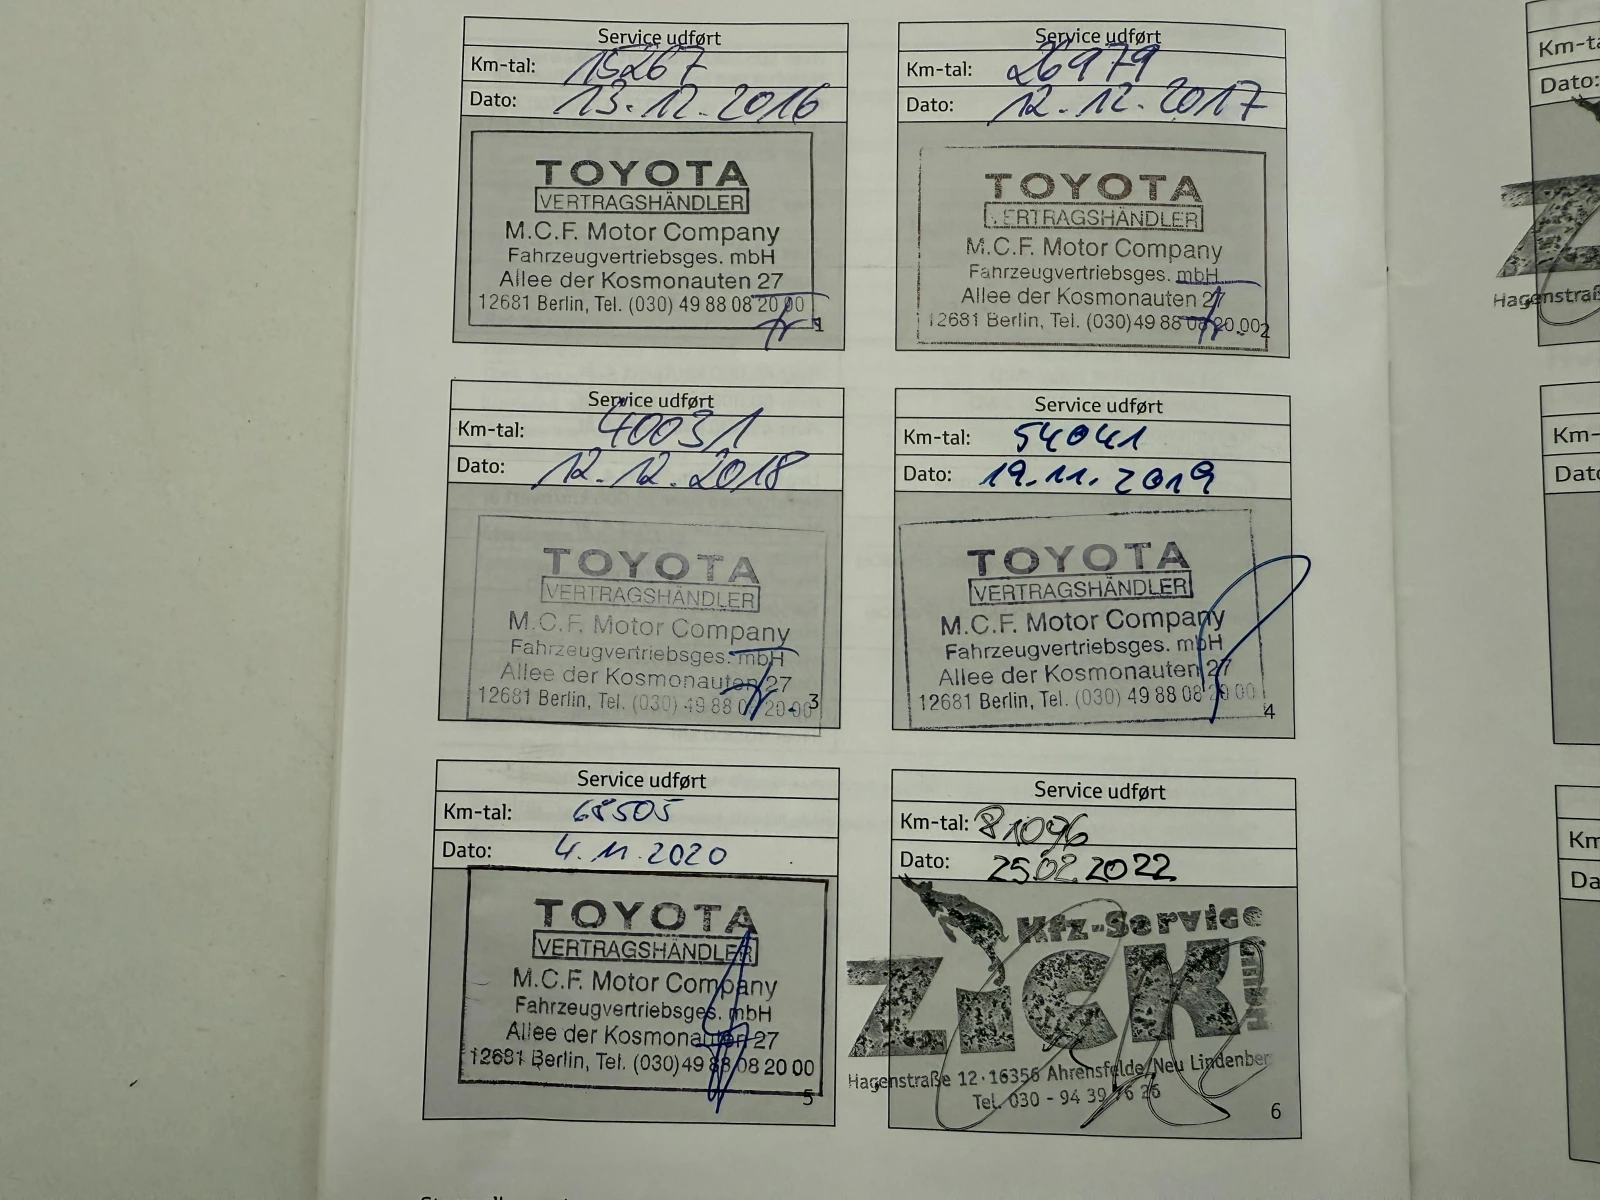 Service udført
Km-tal: 15267
Dato: 13.12.2016
TOYOTA
VERTRAGSHÄNDLER
M.C.F. Motor Company
Fahrzeugvertriebsges. mbH
Allee der Kosmonauten 27
12681 Berlin, Tel. (030) 49 88 08 20 00
1
Service udført
Km-tal: 26979
Dato: 12.12.2017
TOYOTA
VERTRAGSHÄNDLER
M.C.F. Motor Company
Fahrzeugvertriebsges. mbH
Allee der Kosmonauten 27
12681 Berlin, Tel. (030) 49 88 08 20 00
2
Service udført
Km-tal: 40031
Dato: 12.12.2018
TOYOTA
VERTRAGSHÄNDLER
M.C.F. Motor Company
Fahrzeugvertriebsges. mbH
Allee der Kosmonauten 27
12681 Berlin, Tel. (030) 49 88 08 20 00
3
Service udført
Km-tal: 54041
Dato: 19.11.2019
TOYOTA
VERTRAGSHÄNDLER
M.C.F. Motor Company
Fahrzeugvertriebsges. mbH
Allee der Kosmonauten 27
12681 Berlin, Tel. (030) 49 88 08 20 00
4
Service udført
Km-tal: 68505
Dato: 4.11.2020
TOYOTA
VERTRAGSHÄNDLER
M.C.F. Motor Company
Fahrzeugvertriebsges. mbH
Allee der Kosmonauten 27
12681 Berlin, Tel. (030) 49 88 08 20 00
5
Service udført
Km-tal: 81096
Dato: 25.02.2022
Kfz-Service
ZiCK
Hagenstraße 12 · 16356 Ahrensfelde/Neu Lindenber
Tel. 030 - 94 39 76 26
6
Km-ta
Dato:
Z
Hagenstraß
Km-
Dato
Km
Da